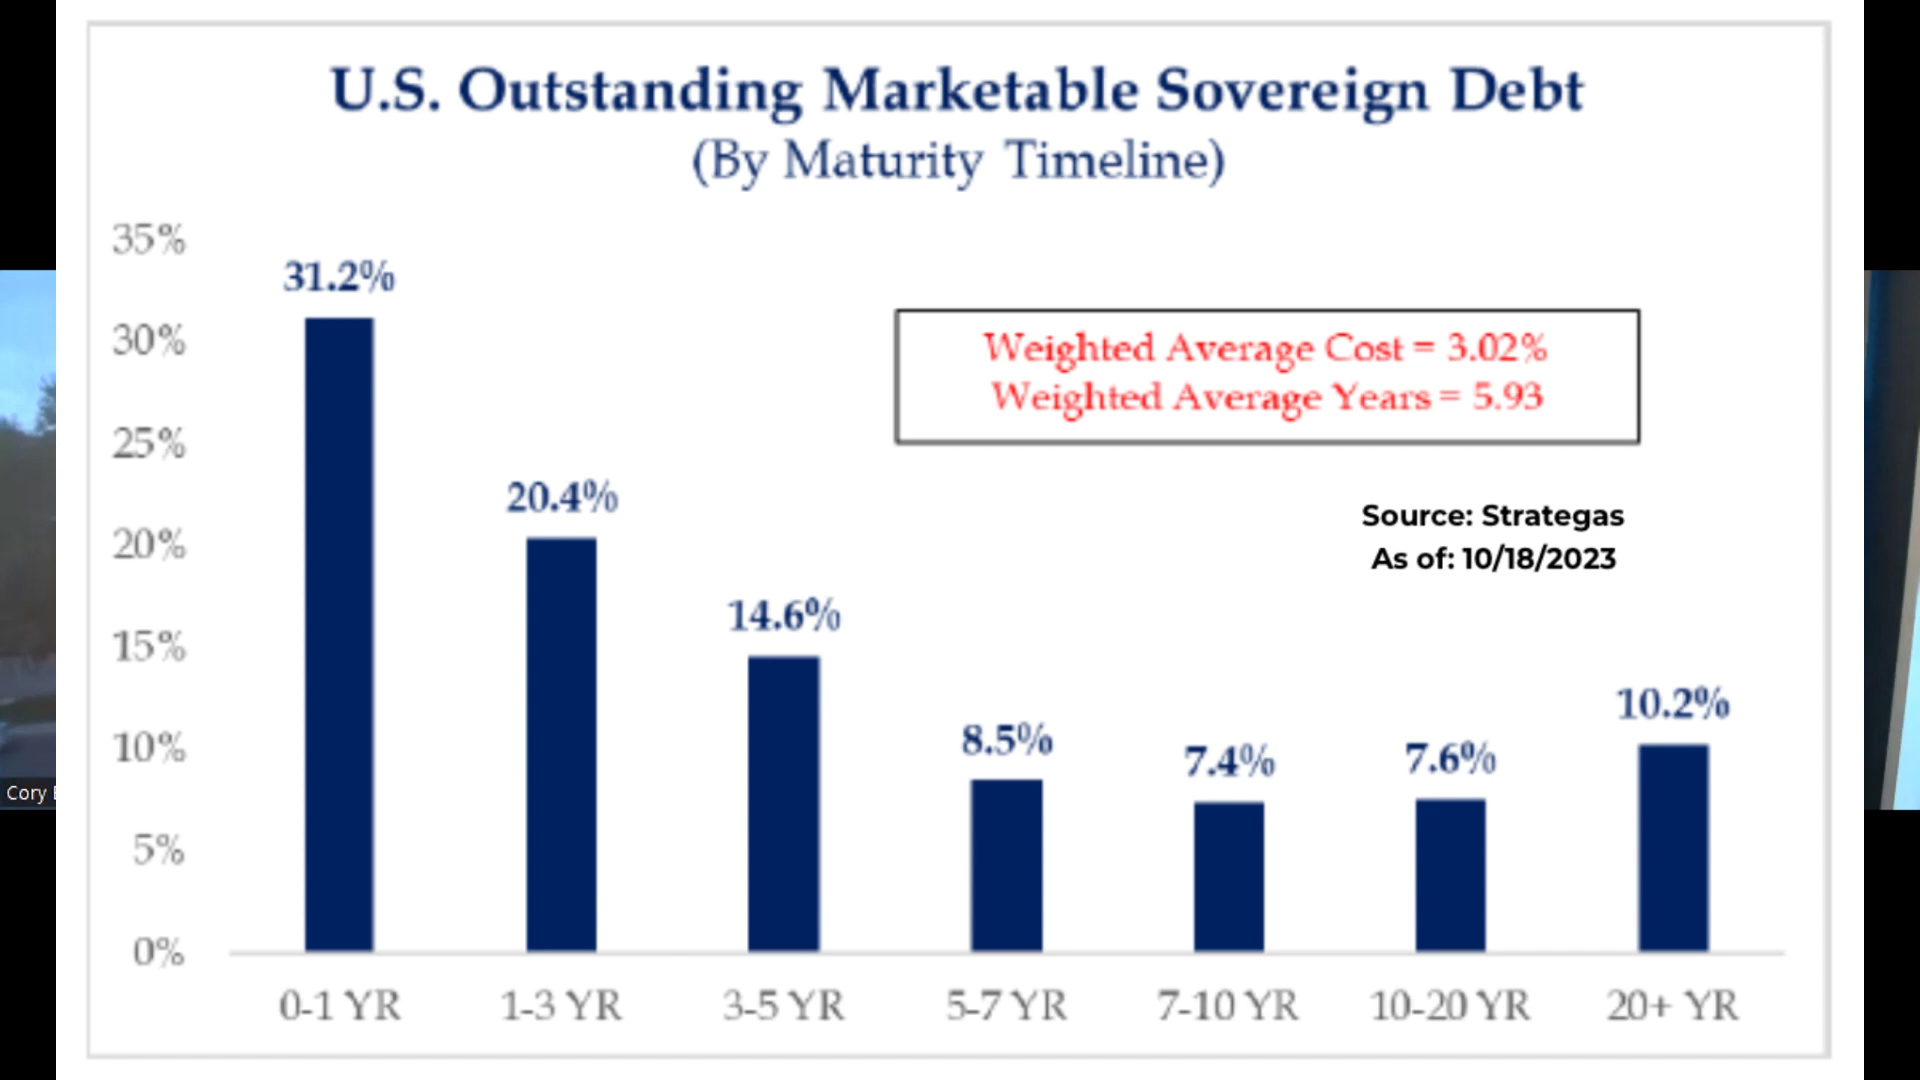 U.S. Outstanding Marketable Sovereign Debt
(By Maturity Timeline)
35%
31.2%
30%
Weighted Average Cost = 3.02%
Weighted Average Years = 5.93
25%
20.4%
Source: Strategas
As of: 10/18/2023
20%
14.6%
15%
10.2%
8.5%
7.4%
7.6%
10%
5%
0%
0-1 YR
1-3 YR
3-5 YR
5-7 YR
7-10 YR
10-20 YR
20+ YR
Cory